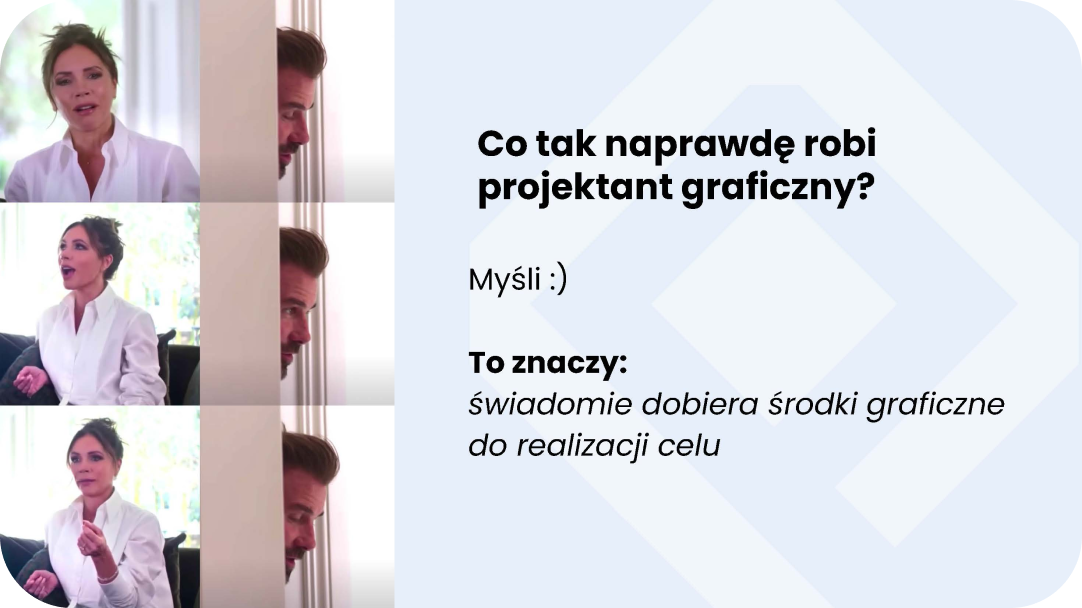 Co tak naprawdę robi
projektant graficzny?
Myśli :)
To znaczy:
świadomie dobiera środki graficzne
do realizacji celu